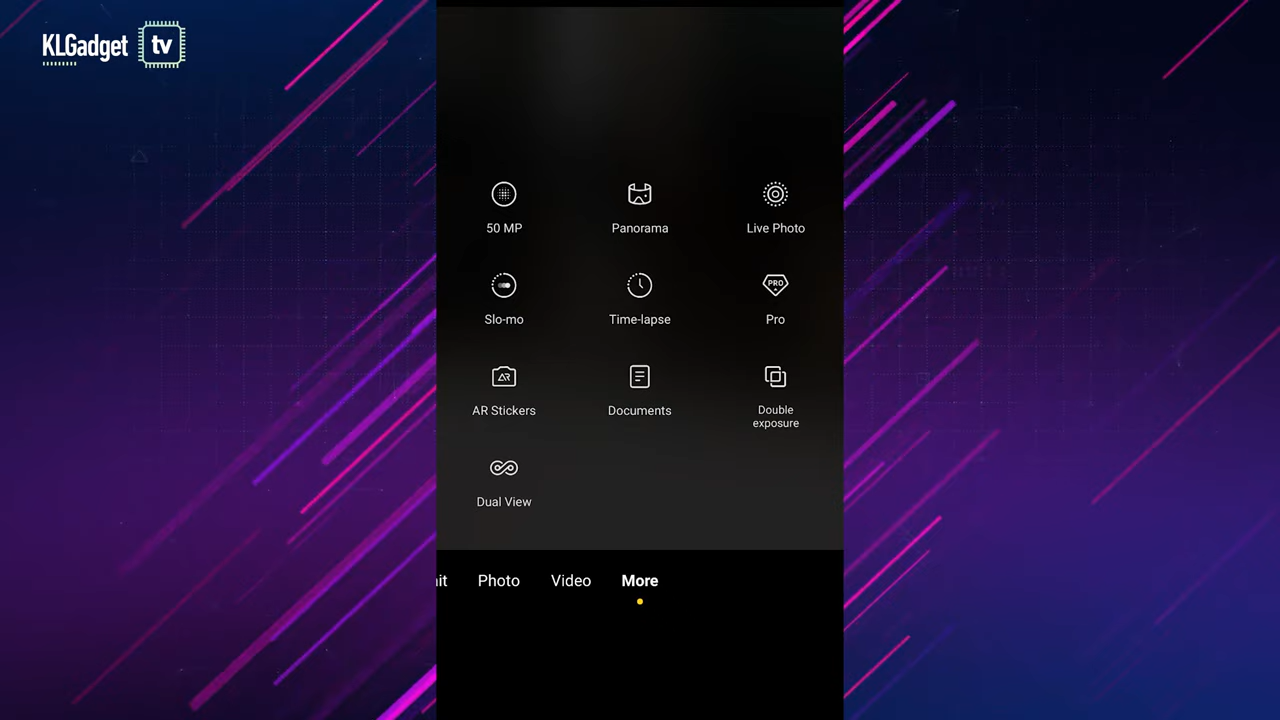 KLGadget tv
50 MP
Panorama
Live Photo
Slo-mo
Time-lapse
PRO
Pro
AR
AR Stickers
Documents
Double
exposure
Dual View
Photo
Video
More